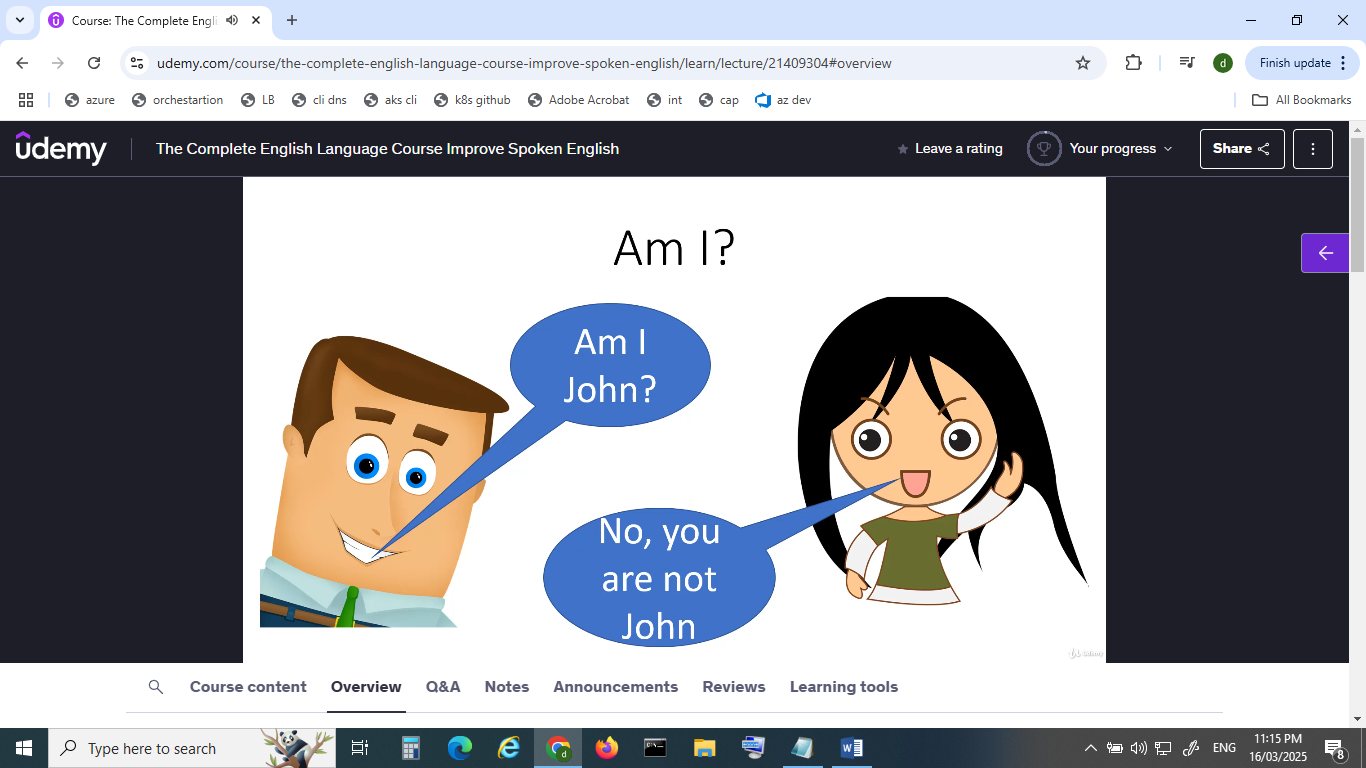 Course: The Complete Engli
udemy.com/course/the-complete-english-language-course-improve-spoken-english/learn/lecture/21409304#overview
d
Finish update
azure
orchestartion
LB
cli dns
aks cli
k8s github
Adobe Acrobat
int
cap
az dev
All Bookmarks
udemy
The Complete English Language Course Improve Spoken English
Leave a rating
Your progress
Share
Am I?
Am I
John?
No, you
are not
John
Udemy
Course content
Overview
Q&A
Notes
Announcements
Reviews
Learning tools
Type here to search
d
ENG
11:15 PM
16/03/2025
8